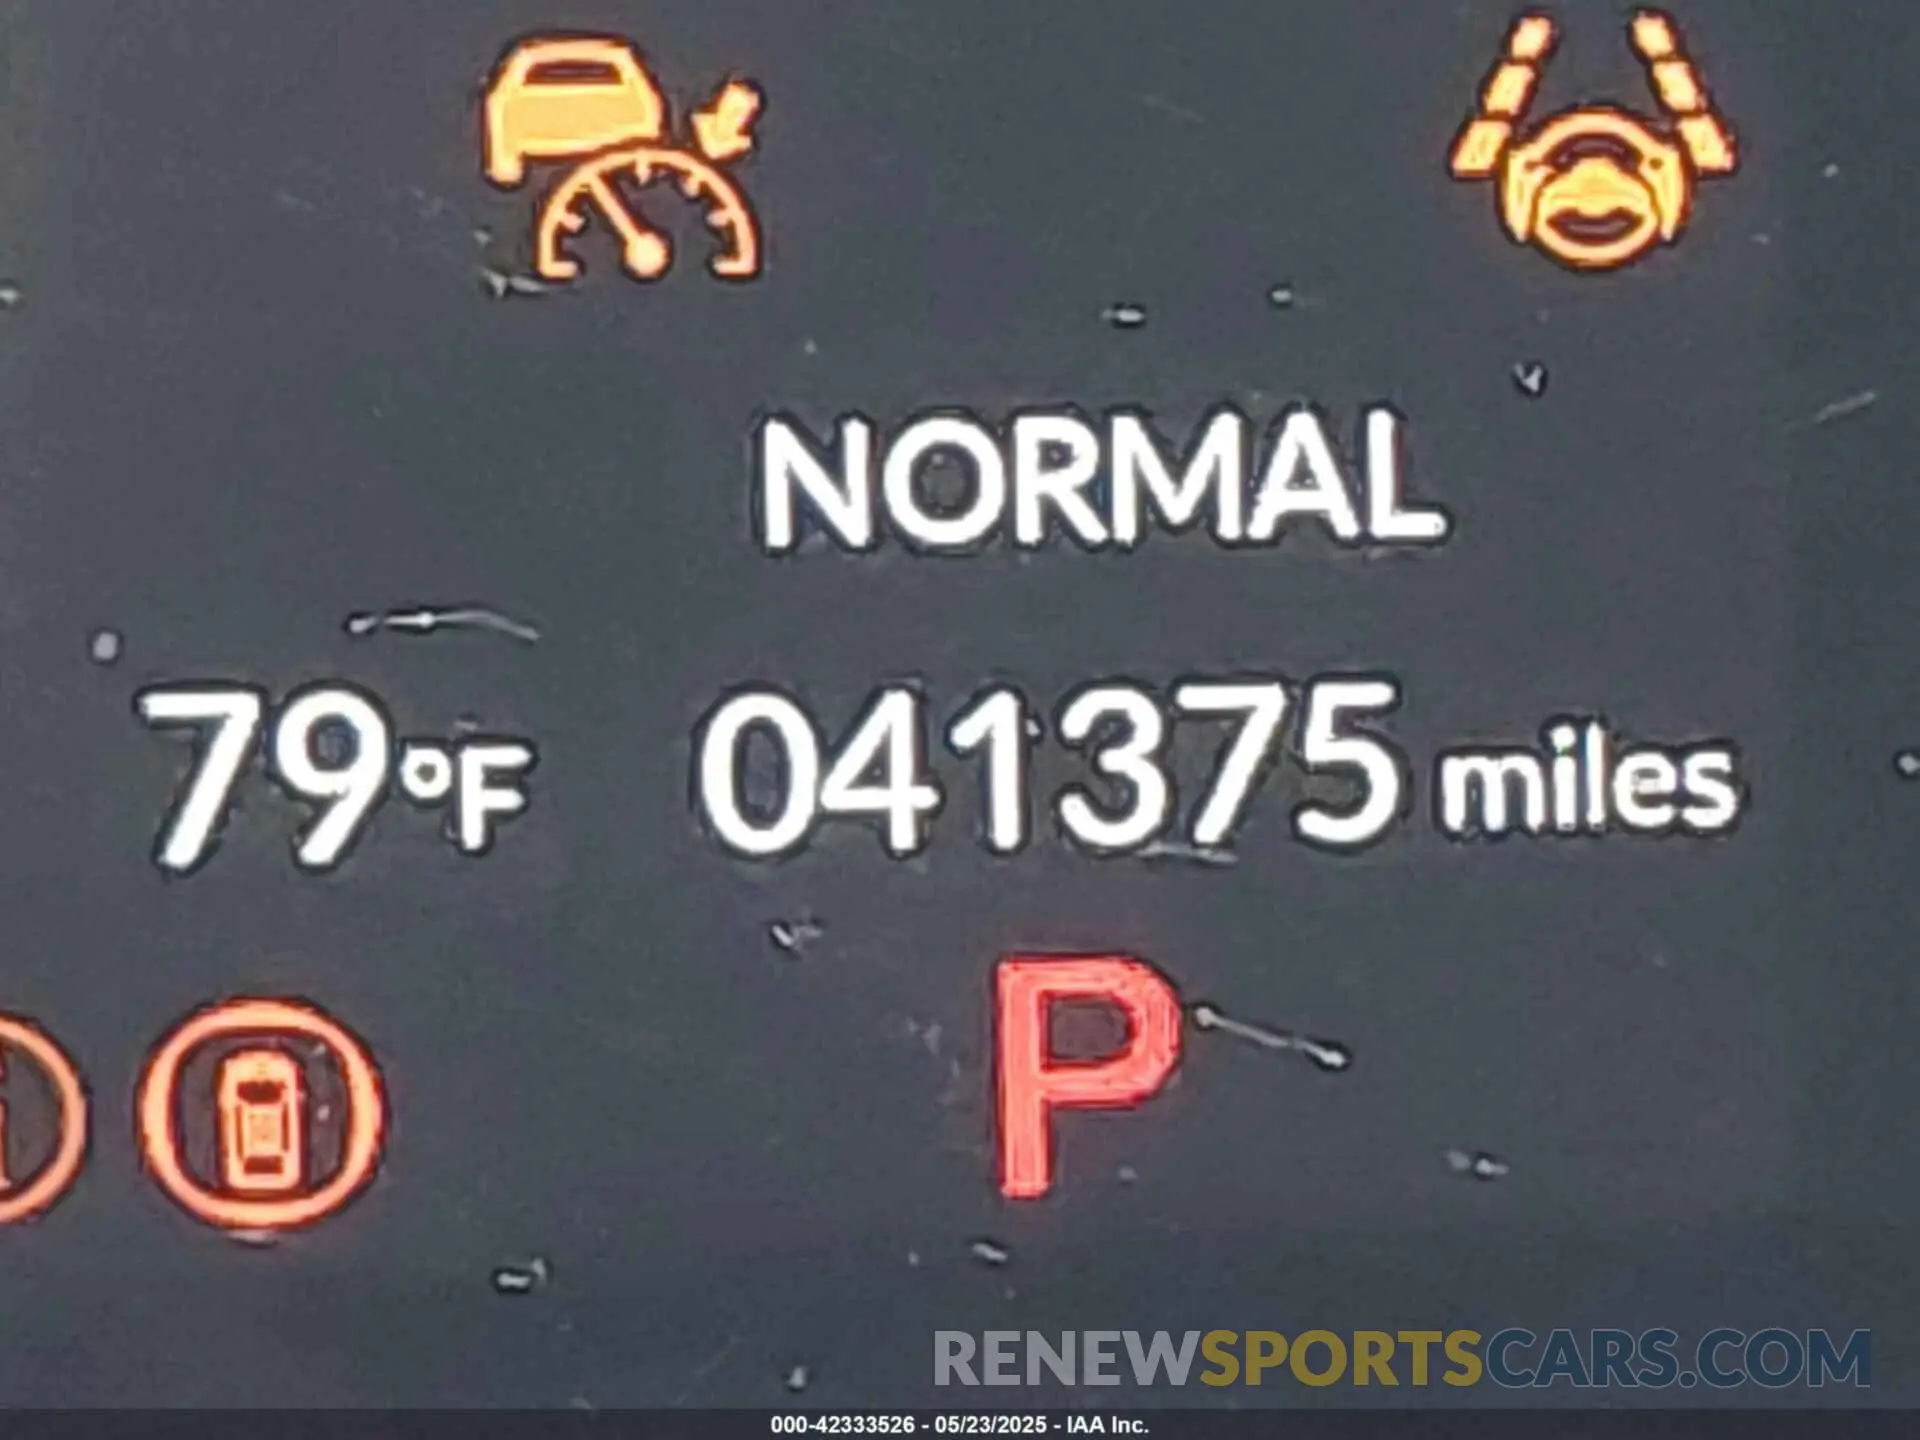 NORMAL
79°F 041375 miles
i
P
RENEWSPORTSCARS.COM
000-42333526 - 05/23/2025 - IAA Inc.